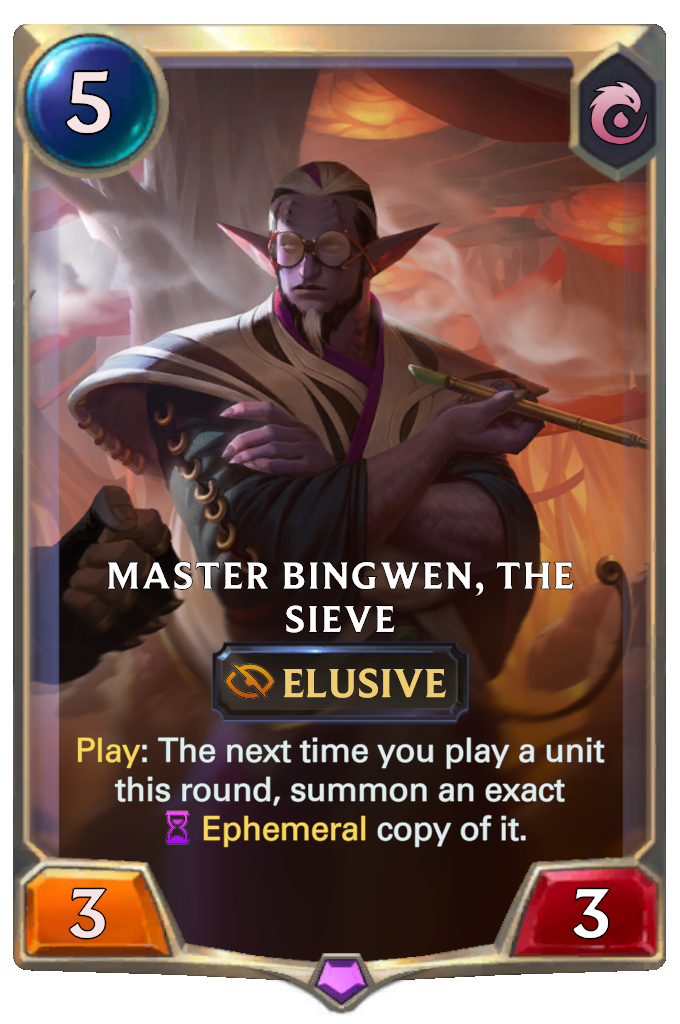 5
MASTER BINGWEN, THE
SIEVE
ELUSIVE
Play: The next time you play a unit
this round, summon an exact
Ephemeral copy of it.
3
3